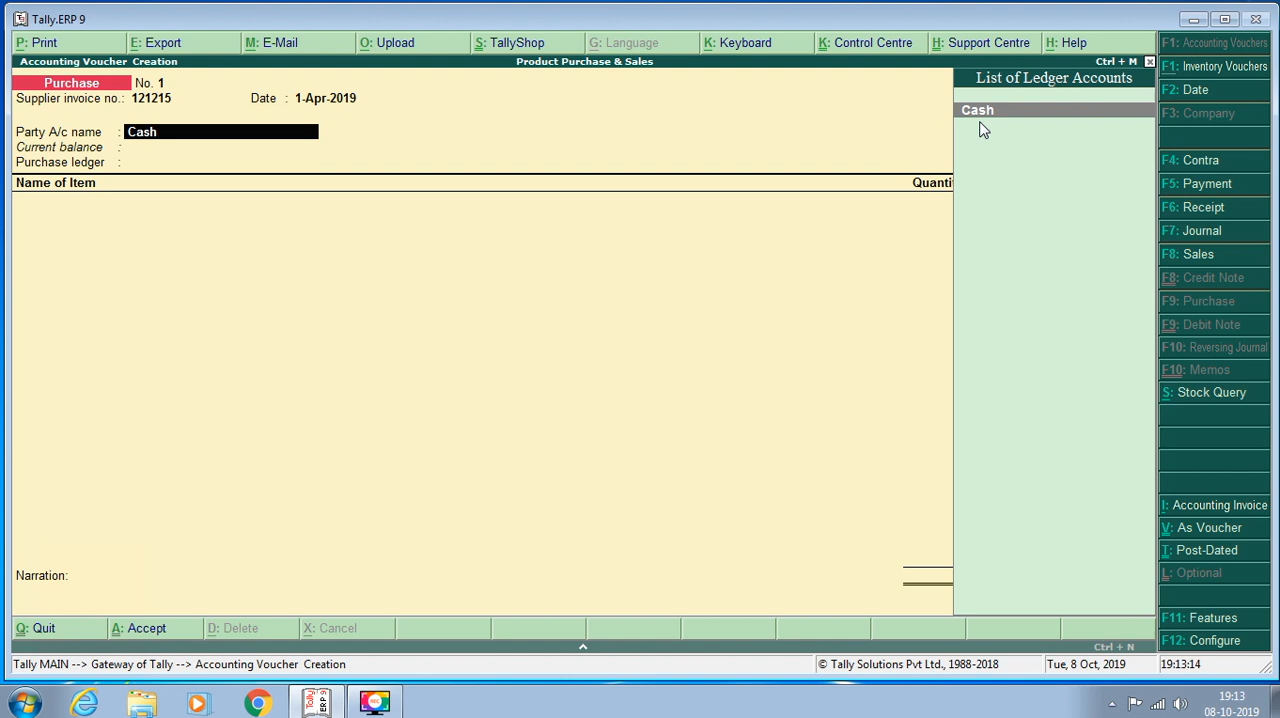 Tally.ERP 9
P: Print
E: Export
M: E-Mail
O: Upload
S: TallyShop
G: Language
K: Keyboard
K: Control Centre
H: Support Centre
H: Help
Accounting Voucher Creation
Product Purchase & Sales
Ctrl + M
Purchase No. 1
Supplier invoice no.: 121215 Date : 1-Apr-2019
Party A/c name : Cash
Current balance :
Purchase ledger :
Name of Item Quantit
Narration:
List of Ledger Accounts
Cash
F1: Accounting Vouchers
F1: Inventory Vouchers
F2: Date
F3: Company
F4: Contra
F5: Payment
F6: Receipt
F7: Journal
F8: Sales
F8: Credit Note
F9: Purchase
F9: Debit Note
F10: Reversing Journal
F10: Memos
S: Stock Query
I: Accounting Invoice
V: As Voucher
T: Post-Dated
L: Optional
F11: Features
F12: Configure
Q: Quit
A: Accept
D: Delete
X: Cancel
Ctrl + N
Tally MAIN --> Gateway of Tally --> Accounting Voucher Creation
© Tally Solutions Pvt Ltd., 1988-2018
Tue, 8 Oct, 2019
19:13:14
Tally
ERP 9
REC
19:13
08-10-2019